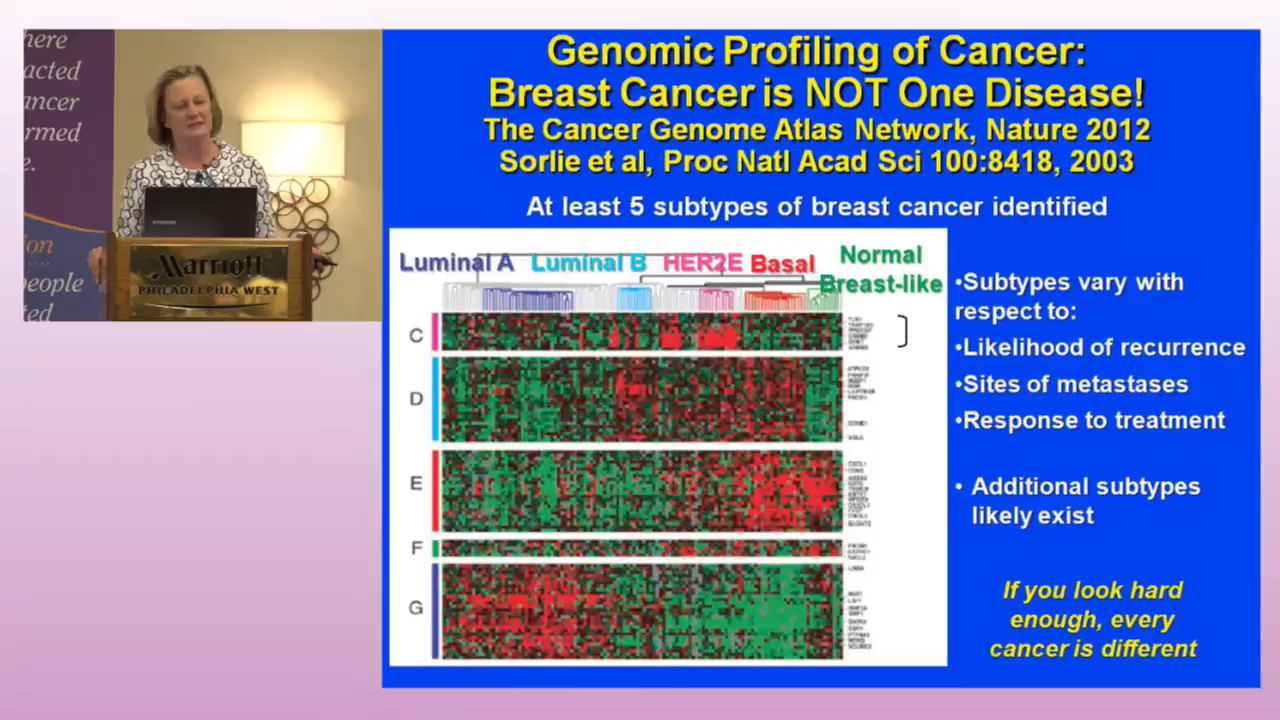 here
acted
ancer
rmed
e.
ion
people
ted
SAMSUNG
Marriott
PHILADELPHIA WEST
Genomic Profiling of Cancer:
Breast Cancer is NOT One Disease!
The Cancer Genome Atlas Network, Nature 2012
Sorlie et al, Proc Natl Acad Sci 100:8418, 2003
At least 5 subtypes of breast cancer identified
Luminal A Luminal B HER2E Basal Normal
Breast-like
C
D
E
F
G
•Subtypes vary with
respect to:
•Likelihood of recurrence
•Sites of metastases
•Response to treatment
• Additional subtypes
likely exist
If you look hard
enough, every
cancer is different